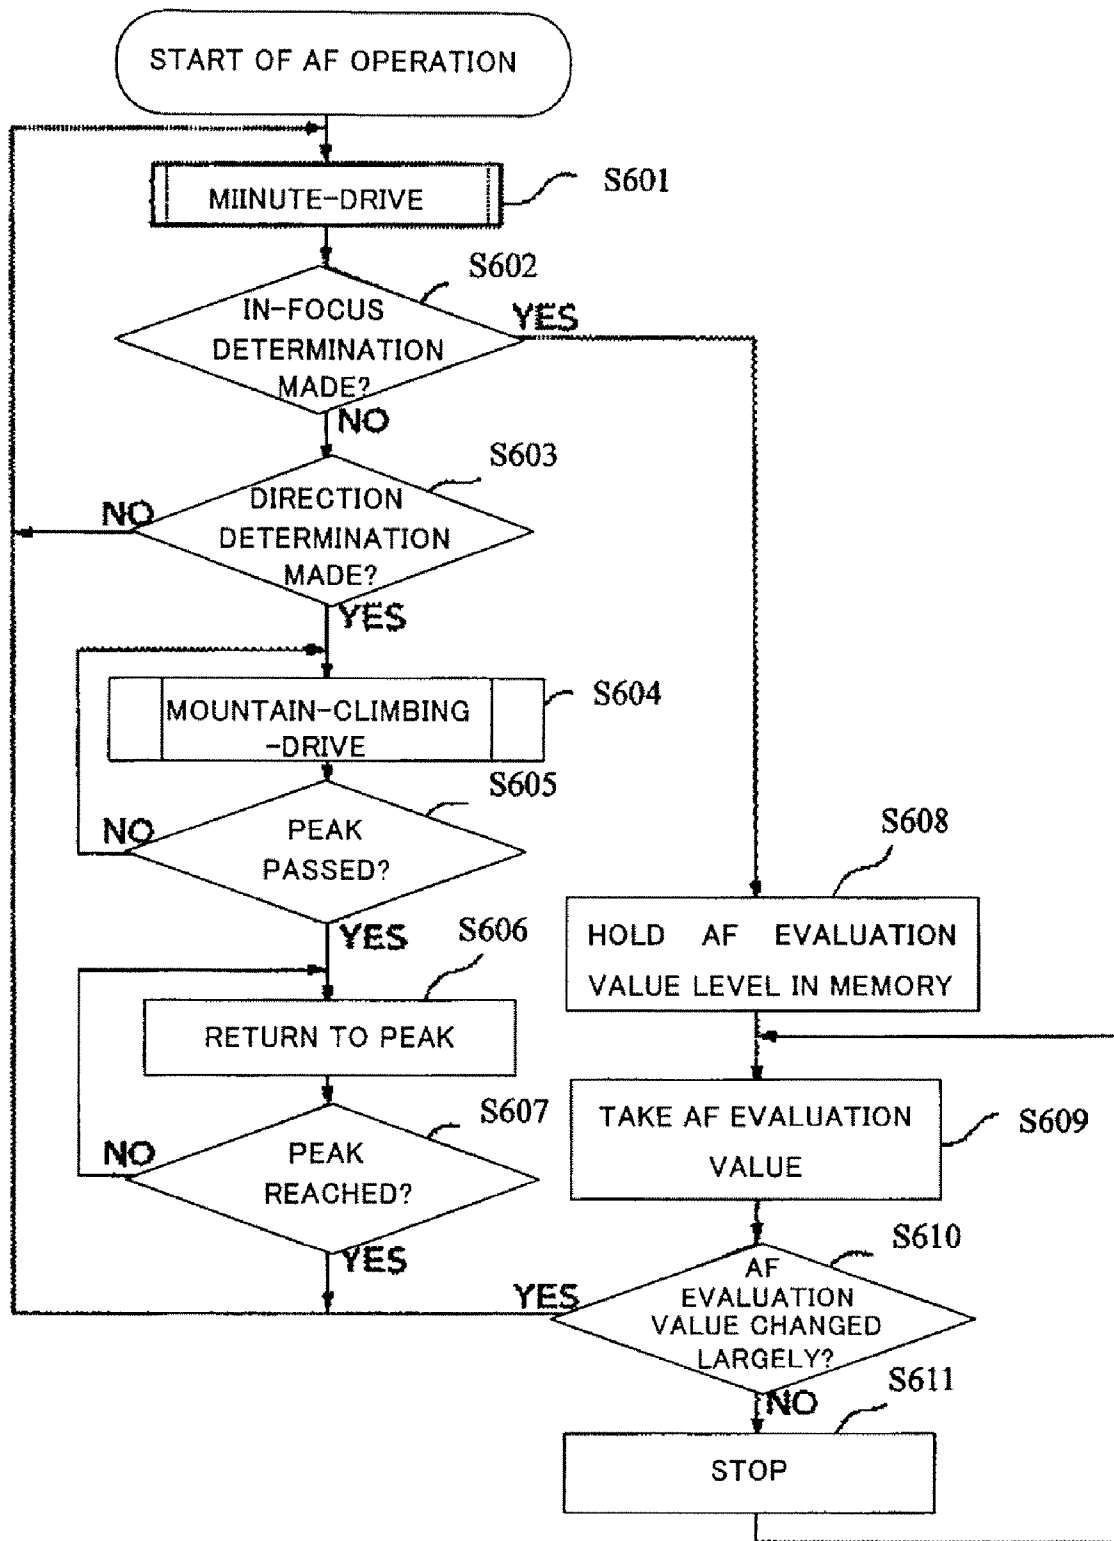 START OF AF OPERATION
MIINUTE-DRIVE
S601
S602
IN-FOCUS
DETERMINATION
MADE?
YES
NO
S603
DIRECTION
DETERMINATION
MADE?
NO
YES
S604
MOUNTAIN-CLIMBING
-DRIVE
S605
PEAK
PASSED?
NO
YES
S606
RETURN TO PEAK
S607
PEAK
REACHED?
NO
YES
S608
HOLD AF EVALUATION
VALUE LEVEL IN MEMORY
TAKE AF EVALUATION
VALUE
S609
S610
AF
EVALUATION
VALUE CHANGED
LARGELY?
YES
NO
S611
STOP